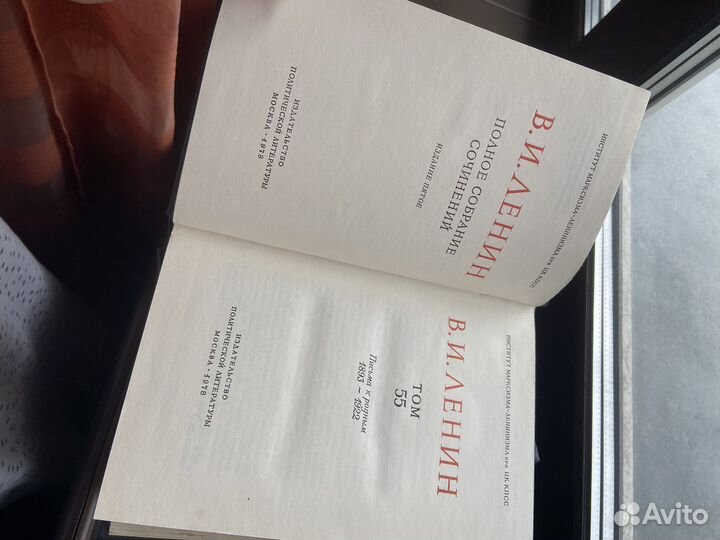 ИНСТИТУТ МАРКСИЗМА-ЛЕНИНИЗМА при ЦК КПСС
В. И. ЛЕНИН
ПОЛНОЕ СОБРАНИЕ
СОЧИНЕНИЙ
ИЗДАНИЕ ПЯТОЕ
ИЗДАТЕЛЬСТВО
ПОЛИТИЧЕСКОЙ ЛИТЕРАТУРЫ
МОСКВА • 1978
ИНСТИТУТ МАРКСИЗМА-ЛЕНИНИЗМА при ЦК КПСС
В. И. ЛЕНИН
ТОМ
55
Письма к родным
1893 ~ 1922
ИЗДАТЕЛЬСТВО
ПОЛИТИЧЕСКОЙ ЛИТЕРАТУРЫ
МОСКВА • 1978
Avito